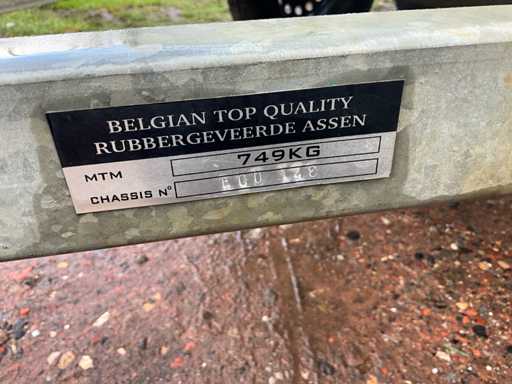 BELGIAN TOP QUALITY
RUBBERGEVEERDE ASSEN
MTM 749KG
CHASSIS N°